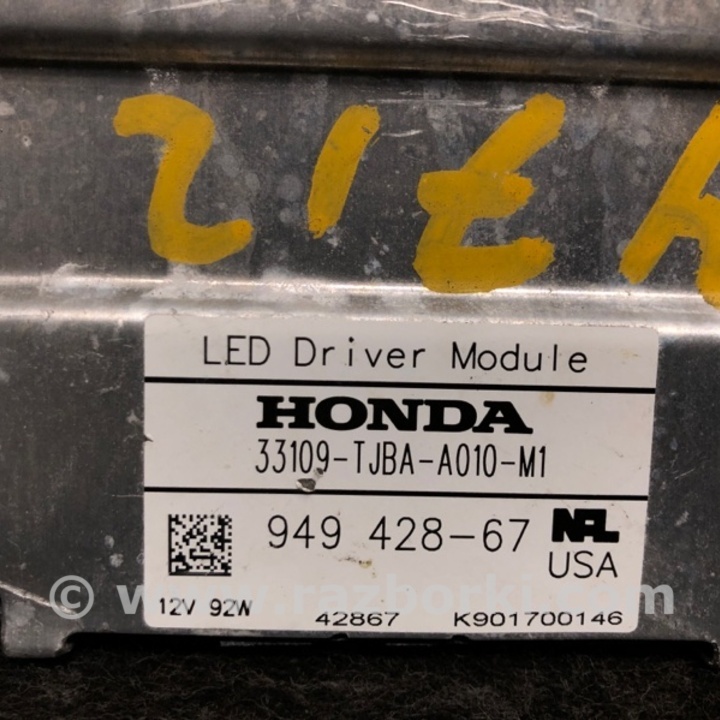 LED Driver Module
HONDA
33109-TJBA-A010-M1
949 428-67
NAL
USA
12V 92W
42867
K901700146
© www.razborki.com